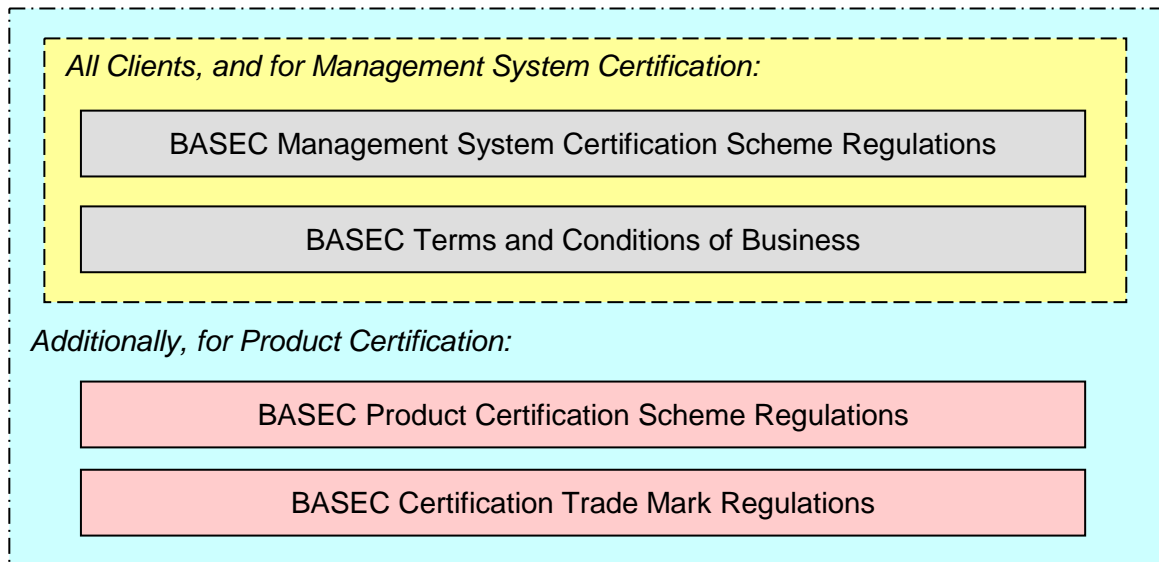 All Clients, and for Management System Certification:
BASEC Management System Certification Scheme Regulations
BASEC Terms and Conditions of Business
Additionally, for Product Certification:
BASEC Product Certification Scheme Regulations
BASEC Certification Trade Mark Regulations